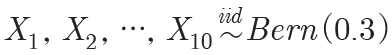 X₁, X₂, ⋯, X₁₀ iid ~ Bern(0.3)